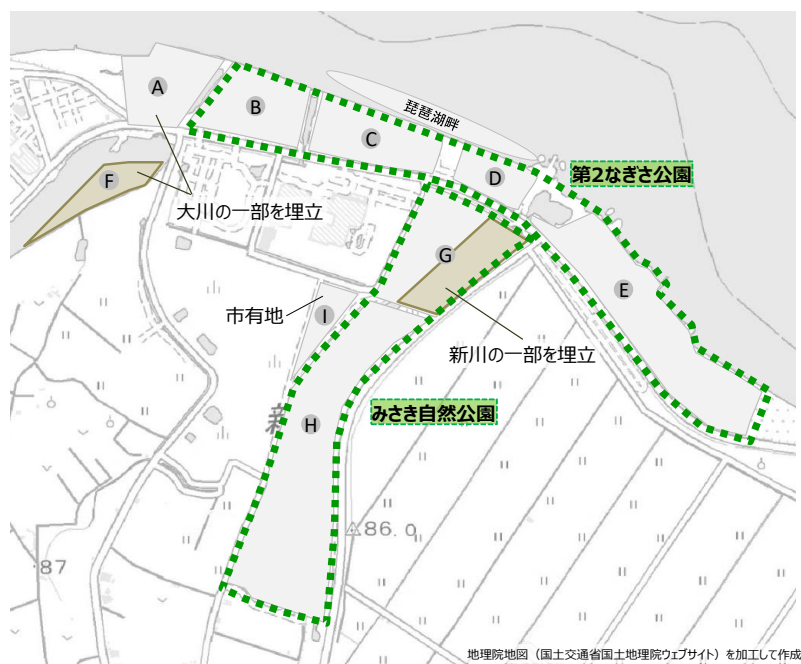 A
B
琵琶湖畔
C
D
第2なぎさ公園
F
大川の一部を埋立
G
E
市有地
I
新川の一部を埋立
新
H
みさき自然公園
86.0
87
地理院地図（国土交通省国土地理院ウェブサイト）を加工して作成